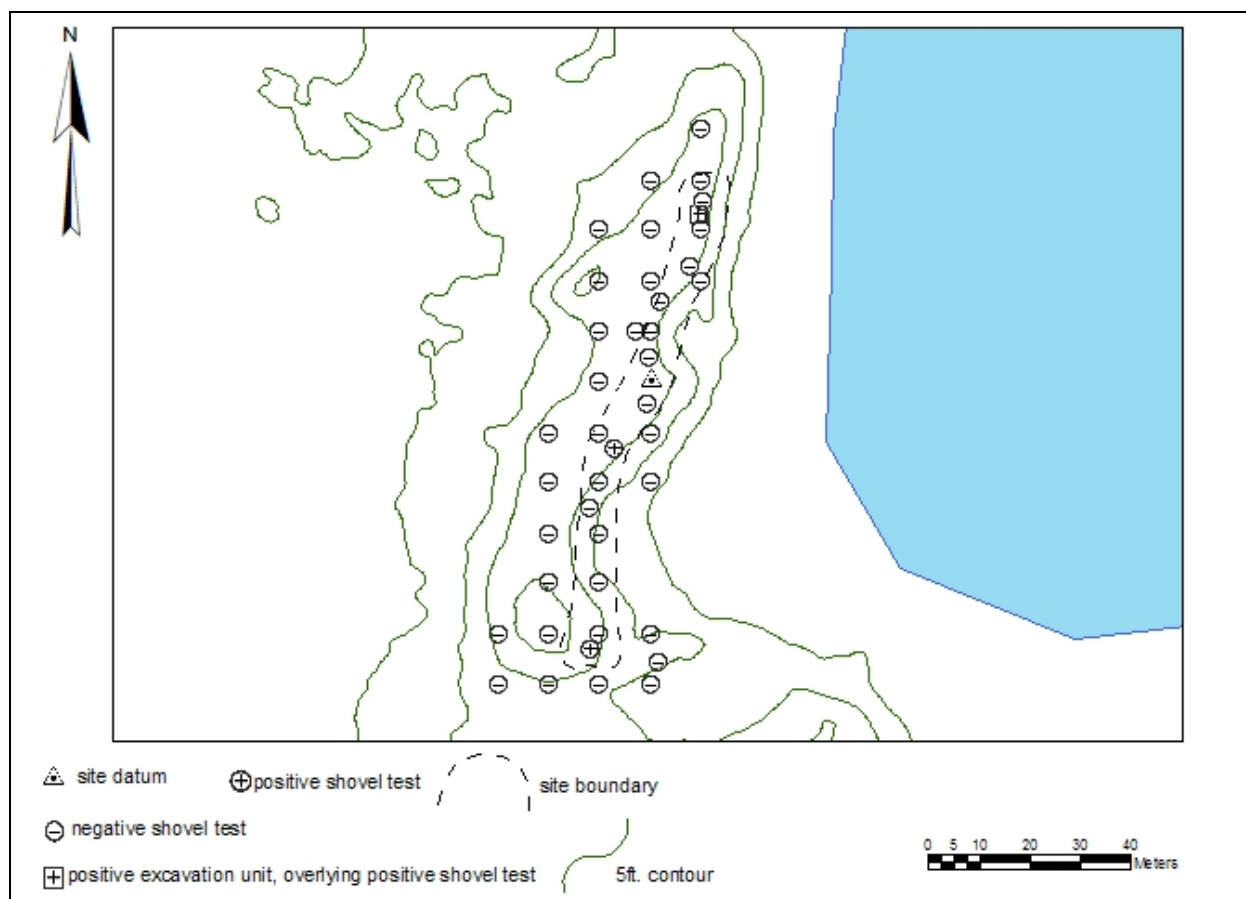 N
site datum
positive shovel test
site boundary
negative shovel test
positive excavation unit, overlying positive shovel test
5ft. contour
0 5 10 20 30 40
Meters